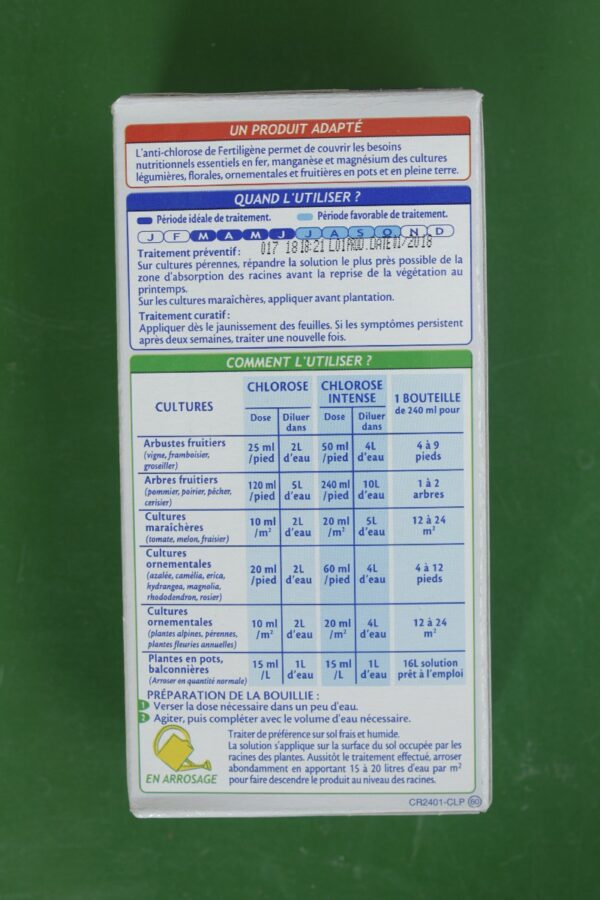 UN PRODUIT ADAPTÉ
L'anti-chlorose de Fertiligène permet de couvrir les besoins
nutritionnels essentiels en fer, manganèse et magnésium des cultures
légumières, florales, ornementales et fruitières en pots et en pleine terre.
QUAND L'UTILISER ?
Période idéale de traitement. Période favorable de traitement.
J F M A M J J A S O N D
Traitement préventif :
Sur cultures pérennes, répandre la solution le plus près possible de la
zone d'absorption des racines avant la reprise de la végétation au
printemps.
Sur les cultures maraîchères, appliquer avant plantation.
Traitement curatif :
Appliquer dès le jaunissement des feuilles. Si les symptômes persistent
après deux semaines, traiter une nouvelle fois.
COMMENT L'UTILISER ?
CULTURES CHLOROSE CHLOROSE INTENSE 1 BOUTEILLE de 240 ml pour
Dose Diluer dans Dose Diluer dans
Arbustes fruitiers 25 ml /pied 2L d'eau 50 ml /pied 4L d'eau 4 à 9 pieds
(vigne, framboisier,
groseiller)
Arbres fruitiers 120 ml /pied 5L d'eau 240 ml /pied 10L d'eau 1 à 2 arbres
(pommier, poirier, pêcher,
cerisier)
Cultures
maraîchères 10 ml /m² 2L d'eau 20 ml /m² 5L d'eau 12 à 24 m²
(tomate, melon, fraisier)
Cultures
ornementales 20 ml /pied 2L d'eau 60 ml /pied 4L d'eau 4 à 12 pieds
(azalée, camélia, erica,
hydrangea, magnolia,
rhododendron, rosier)
Cultures
ornementales 10 ml /m² 2L d'eau 20 ml /m² 4L d'eau 12 à 24 m²
(plantes alpines, pérennes,
plantes fleuries annuelles)
Plantes en pots,
balconnières 15 ml /L 1L d'eau 15 ml /L 1L d'eau 16L solution prêt à l'emploi
(Arroser en quantité normale)
PRÉPARATION DE LA BOUILLIE :
1 Verser la dose nécessaire dans un peu d'eau.
2 Agiter, puis compléter avec le volume d'eau nécessaire.
EN ARROSAGE
Traiter de préférence sur sol frais et humide.
La solution s'applique sur la surface du sol occupée par les
racines des plantes. Aussitôt le traitement effectué, arroser
abondamment en apportant 15 à 20 litres d'eau par m²
pour faire descendre le produit au niveau des racines.
CR2401-CLP 60